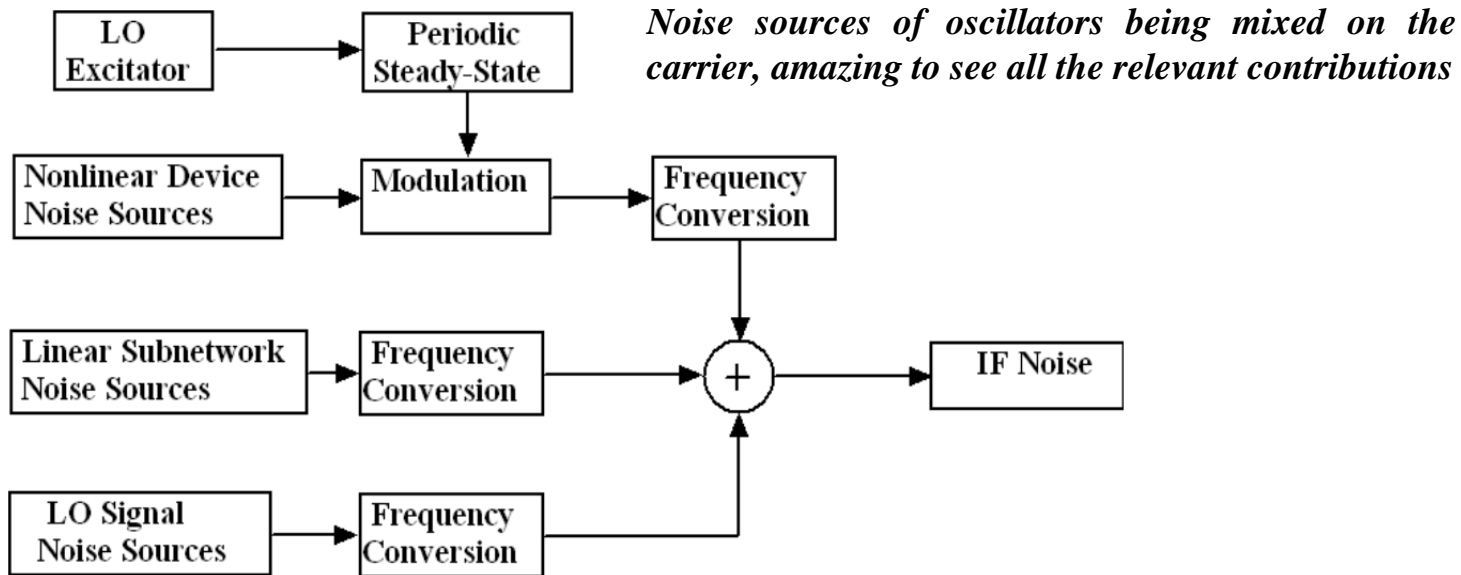 LO
Excitator
Periodic
Steady-State
Noise sources of oscillators being mixed on the
carrier, amazing to see all the relevant contributions
Nonlinear Device
Noise Sources
Modulation
Frequency
Conversion
Linear Subnetwork
Noise Sources
Frequency
Conversion
+
IF Noise
LO Signal
Noise Sources
Frequency
Conversion